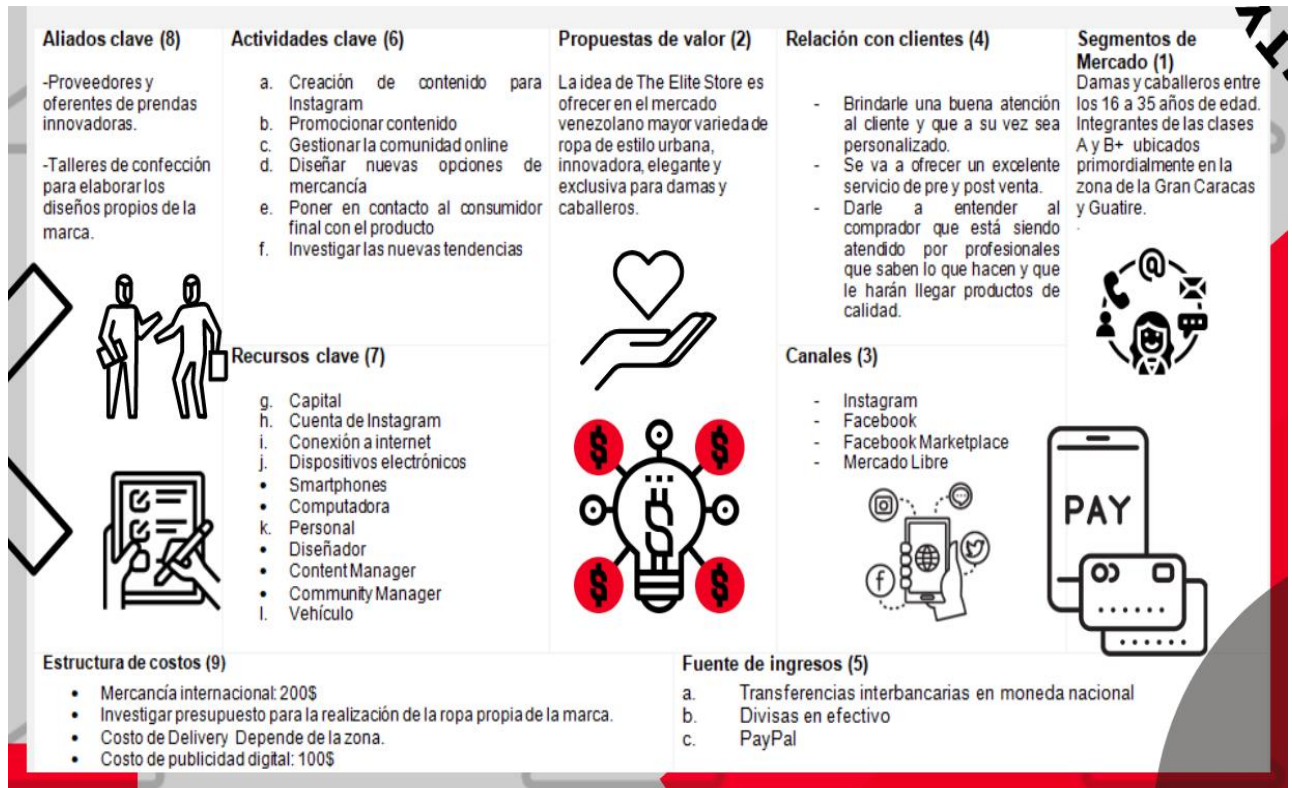 Aliados clave (8)
-Proveedores y
oferentes de prendas
innovadoras.
-Talleres de confección
para elaborar los
diseños propios de la
marca.
Actividades clave (6)
a. Creación de contenido para
Instagram
b. Promocionar contenido
c. Gestionar la comunidad online
d. Diseñar nuevas opciones de
mercancía
e. Poner en contacto al consumidor
final con el producto
f. Investigar las nuevas tendencias
Recursos clave (7)
g. Capital
h. Cuenta de Instagram
i. Conexión a internet
j. Dispositivos electrónicos
• Smartphones
• Computadora
k. Personal
• Diseñador
• Content Manager
• Community Manager
l. Vehículo
Propuestas de valor (2)
La idea de The Elite Store es
ofrecer en el mercado
venezolano mayor varieda de
ropa de estilo urbana,
innovadora, elegante y
exclusiva para damas y
caballeros.
Relación con clientes (4)
- Brindarle una buena atención
al cliente y que a su vez sea
personalizado.
- Se va a ofrecer un excelente
servicio de pre y post venta.
- Darle a entender al
comprador que está siendo
atendido por profesionales
que saben lo que hacen y que
le harán llegar productos de
calidad.
Canales (3)
- Instagram
- Facebook
- Facebook Marketplace
- Mercado Libre
Segmentos de
Mercado (1)
Damas y caballeros entre
los 16 a 35 años de edad.
Integrantes de las clases
A y B+ ubicados
primordialmente en la
zona de la Gran Caracas
y Guatire.
.
PAY
Estructura de costos (9)
• Mercancía internacional: 200$
• Investigar presupuesto para la realización de la ropa propia de la marca.
• Costo de Delivery Depende de la zona.
• Costo de publicidad digital: 100$
Fuente de ingresos (5)
a. Transferencias interbancarias en moneda nacional
b. Divisas en efectivo
c. PayPal